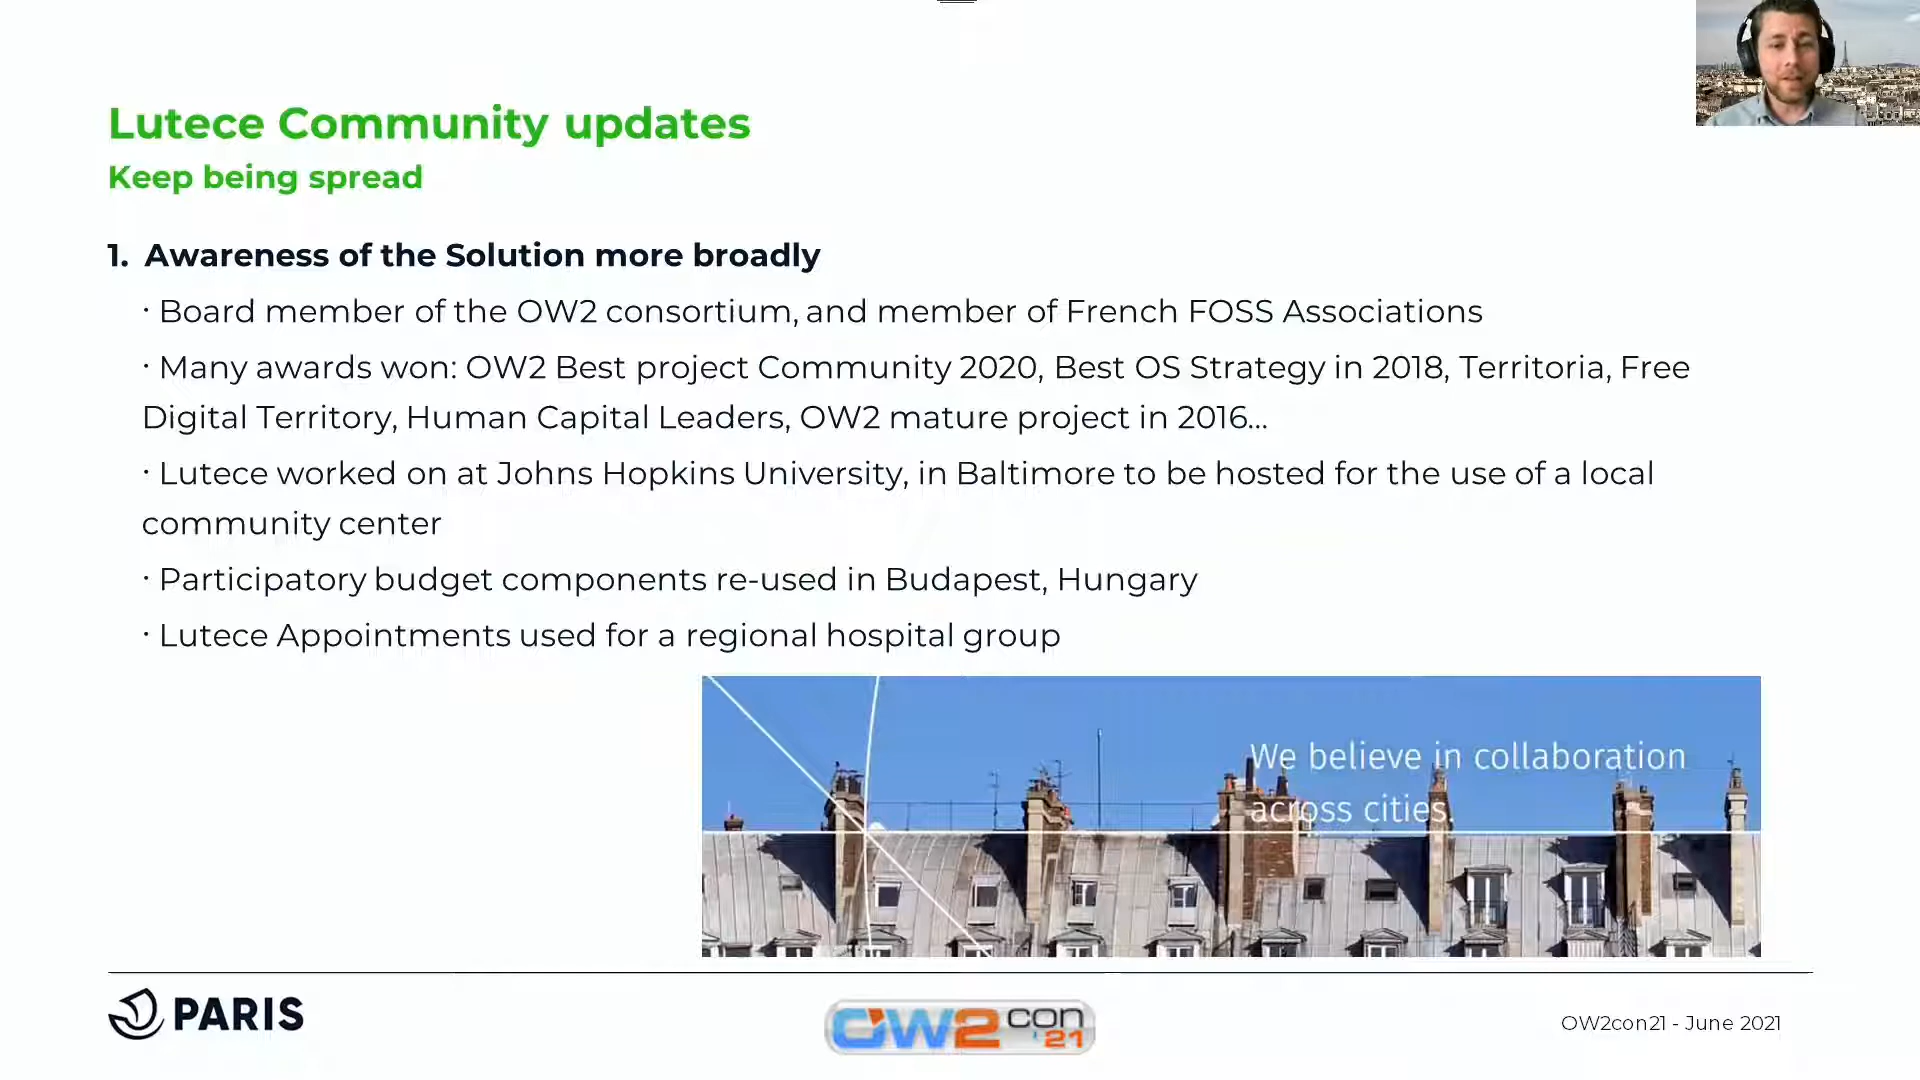 Lutece Community updates
Keep being spread
1. Awareness of the Solution more broadly
· Board member of the OW2 consortium, and member of French FOSS Associations
· Many awards won: OW2 Best project Community 2020, Best OS Strategy in 2018, Territoria, Free
Digital Territory, Human Capital Leaders, OW2 mature project in 2016...
· Lutece worked on at Johns Hopkins University, in Baltimore to be hosted for the use of a local
community center
· Participatory budget components re-used in Budapest, Hungary
· Lutece Appointments used for a regional hospital group
We believe in collaboration
across cities.
PARIS
OW2 con '21
OW2con21 - June 2021